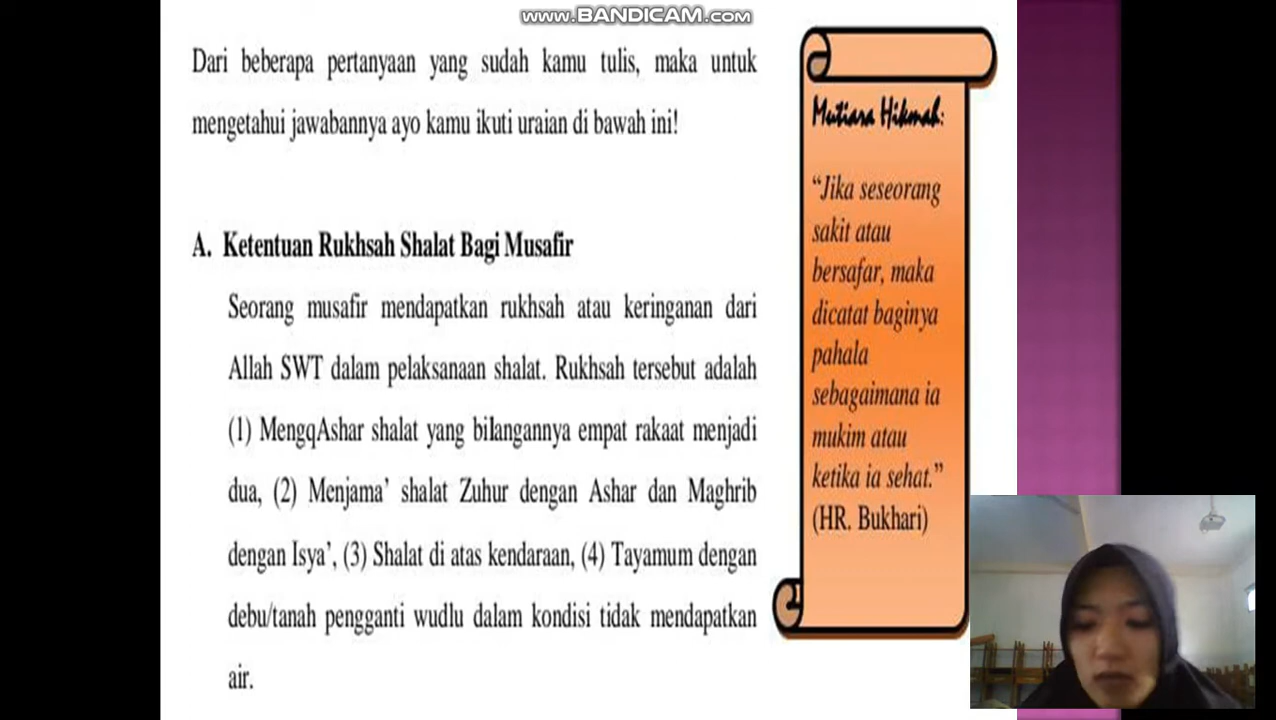 www.BANDICAM.com
Dari beberapa pertanyaan yang sudah kamu tulis, maka untuk
mengetahui jawabannya ayo kamu ikuti uraian di bawah ini!
A. Ketentuan Rukhsah Shalat Bagi Musafir
Seorang musafir mendapatkan rukhsah atau keringanan dari
Allah SWT dalam pelaksanaan shalat. Rukhsah tersebut adalah
(1) MengqAshar shalat yang bilangannya empat rakaat menjadi
dua, (2) Menjama’ shalat Zuhur dengan Ashar dan Maghrib
dengan Isya’, (3) Shalat di atas kendaraan, (4) Tayamum dengan
debu/tanah pengganti wudlu dalam kondisi tidak mendapatkan
air.
Mutiara Hikmah:
“Jika seseorang
sakit atau
bersafar, maka
dicatat baginya
pahala
sebagaimana ia
mukim atau
ketika ia sehat.”
(HR. Bukhari)